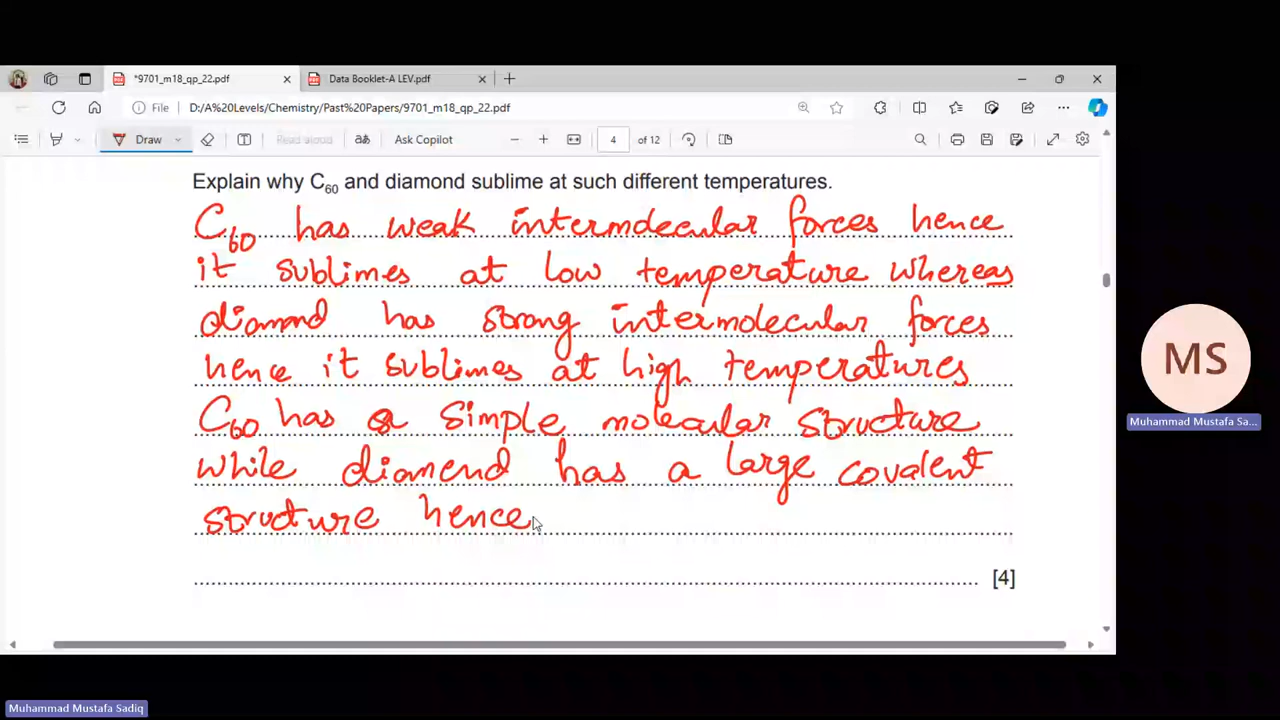 *9701_m18_qp_22.pdf
Data Booklet-A LEV.pdf
File
D:/A%20Levels/Chemistry/Past%20Papers/9701_m18_qp_22.pdf
Draw
Read aloud
aあ
Ask Copilot
4
of 12
Explain why C60 and diamond sublime at such different temperatures.
C60 has weak intermolecular forces hence
it sublimes at low temperature whereas
diamond has strong intermolecular forces
hence it sublimes at high temperatures
C60 has a simple molecular structure
while diamend has a large covalent
structure hence
[4]
MS
Muhammad Mustafa Sa...
Muhammad Mustafa Sadiq